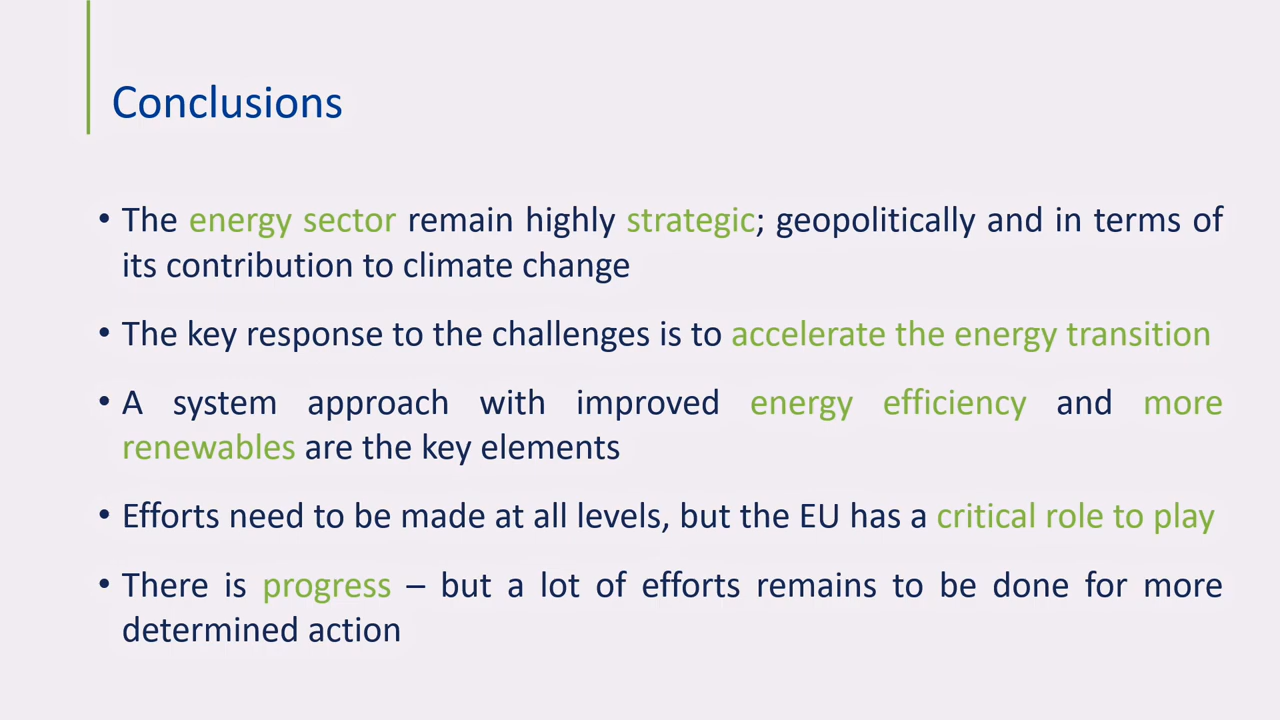 Conclusions
• The energy sector remain highly strategic; geopolitically and in terms of
its contribution to climate change
• The key response to the challenges is to accelerate the energy transition
• A system approach with improved energy efficiency and more
renewables are the key elements
• Efforts need to be made at all levels, but the EU has a critical role to play
• There is progress – but a lot of efforts remains to be done for more
determined action